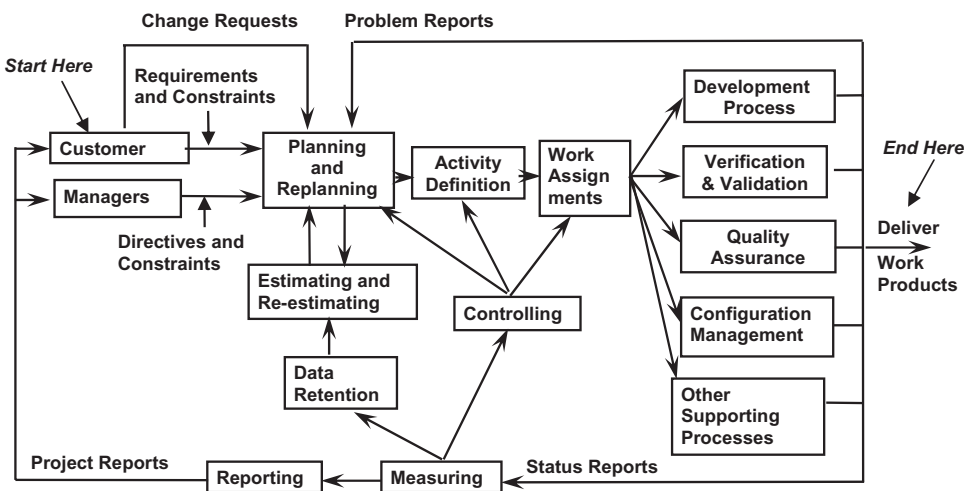 Change Requests
Problem Reports
Start Here
Requirements
and Constraints
Customer
Managers
Directives and
Constraints
Planning
and
Replanning
Activity
Definition
Work
Assign
ments
Estimating and
Re-estimating
Controlling
Data
Retention
Development
Process
Verification
& Validation
Quality
Assurance
Configuration
Management
Other
Supporting
Processes
End Here
Deliver
Work
Products
Project Reports
Reporting
Measuring
Status Reports